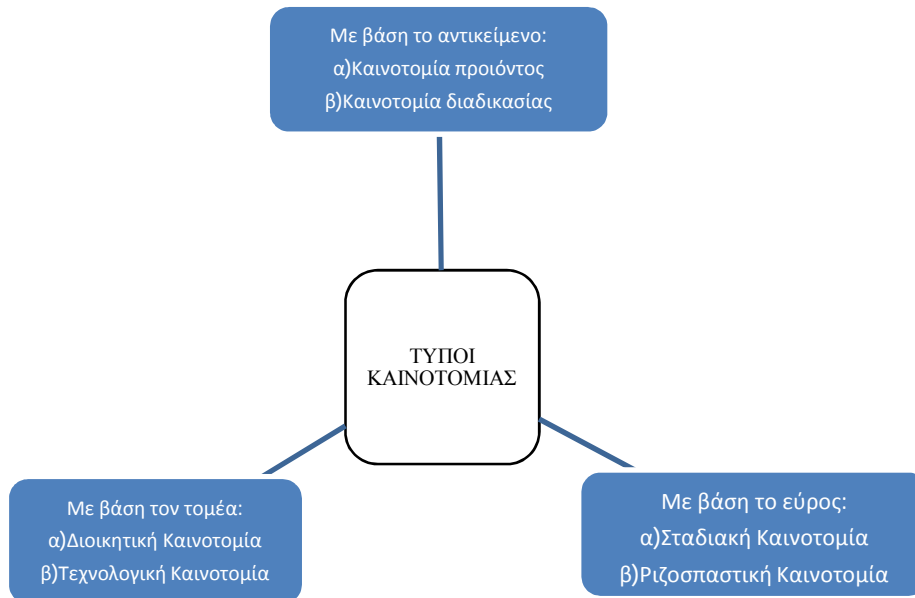 Με βάση το αντικείμενο:
α)Καινοτομία προιόντος
β)Καινοτομία διαδικασίας
ΤΥΠΟΙ
ΚΑΙΝΟΤΟΜΙΑΣ
Με βάση τον τομέα:
α)Διοικητική Καινοτομία
β)Τεχνολογική Καινοτομία
Με βάση το εύρος:
α)Σταδιακή Καινοτομία
β)Ριζοσπαστική Καινοτομία